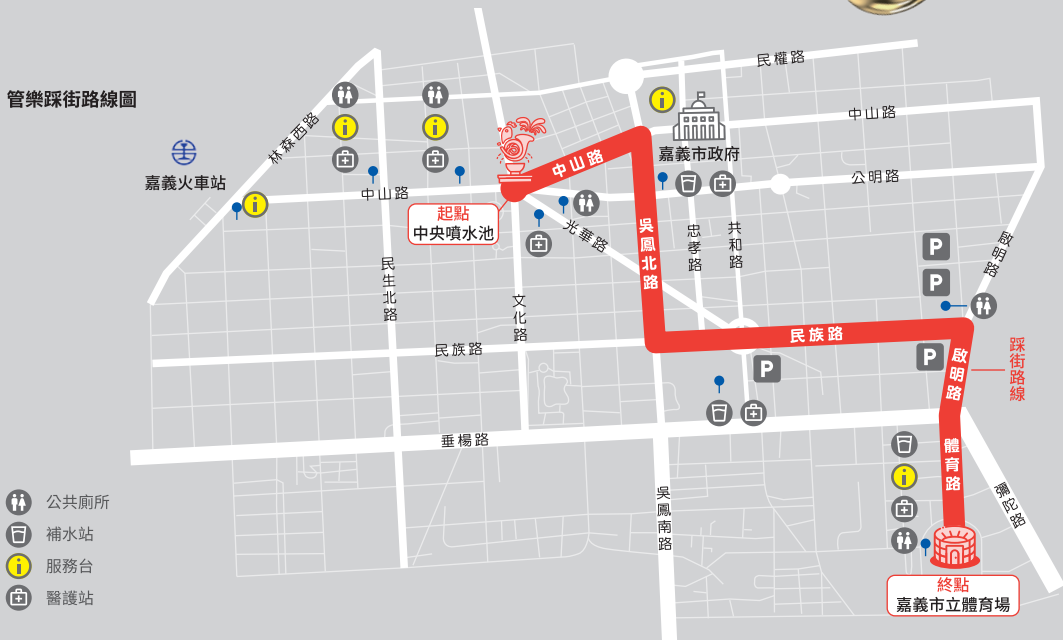 管樂踩街路線圖
民權路
林森西路
中山路
嘉義市政府
嘉義火車站
中山路
中山路
公明路
起點
中央噴水池
光華路
吳鳳北路
忠孝路
共和路
啟明路
P
P
民生北路
文化路
民族路
民族路
P
P
啟明路
踩街路線
垂楊路
體育路
吳鳳南路
彌陀路
公共廁所
補水站
服務台
醫護站
終點
嘉義市立體育場